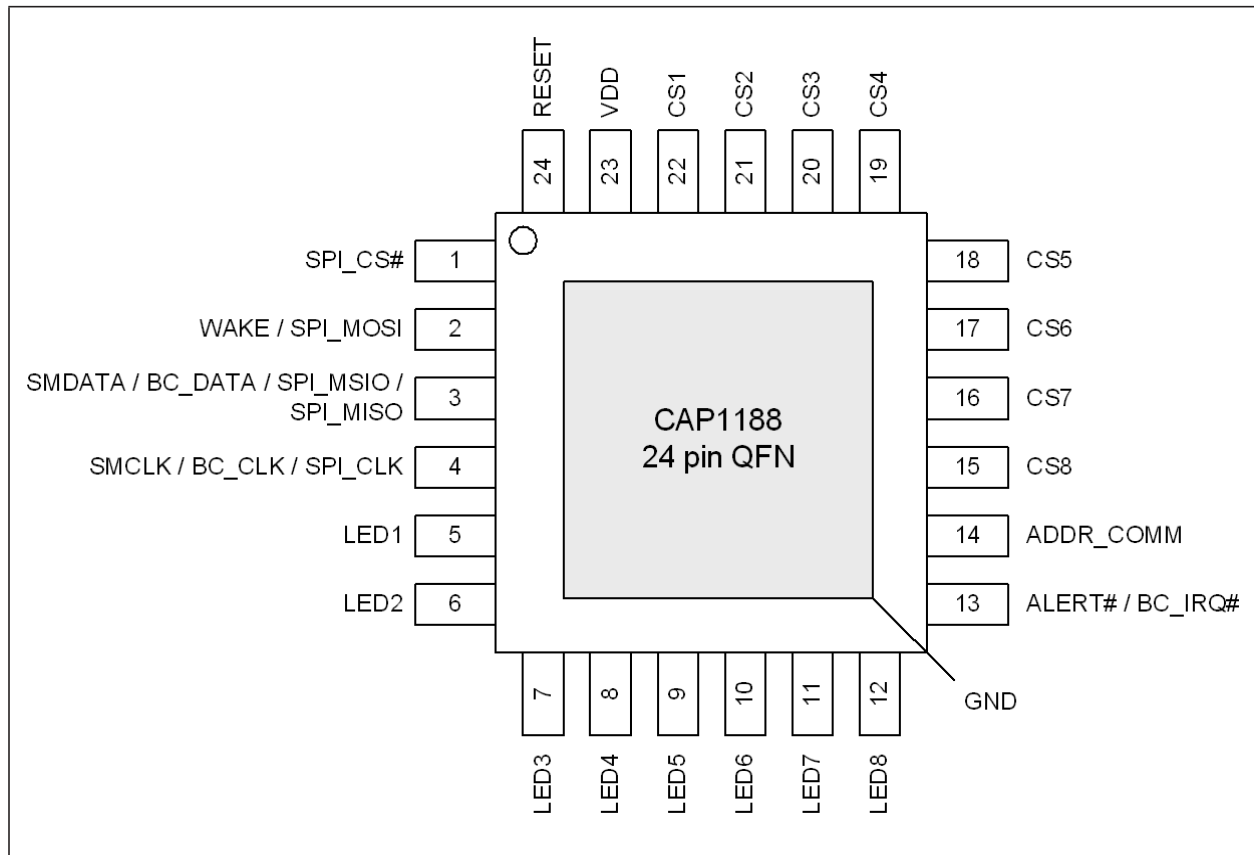 RESET
VDD
CS1
CS2
CS3
CS4
24
23
22
21
20
19
SPI_CS#
1
18
CS5
WAKE / SPI_MOSI
2
17
CS6
SMDATA / BC_DATA / SPI_MSIO /
SPI_MISO
3
16
CS7
SMCLK / BC_CLK / SPI_CLK
4
15
CS8
CAP1188
24 pin QFN
LED1
5
14
ADDR_COMM
LED2
6
13
ALERT# / BC_IRQ#
7
8
9
10
11
12
GND
LED3
LED4
LED5
LED6
LED7
LED8